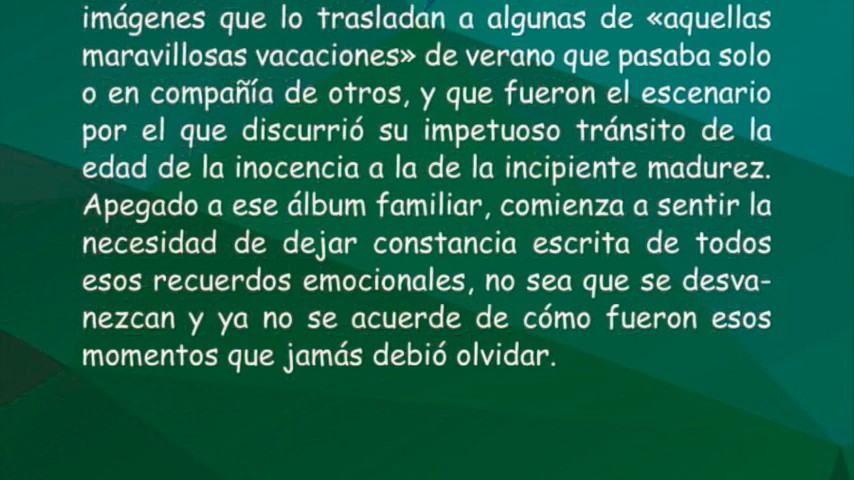 imágenes que lo trasladan a algunas de «aquellas
maravillosas vacaciones» de verano que pasaba solo
o en compañía de otros, y que fueron el escenario
por el que discurrió su impetuoso tránsito de la
edad de la inocencia a la de la incipiente madurez.
Apegado a ese álbum familiar, comienza a sentir la
necesidad de dejar constancia escrita de todos
esos recuerdos emocionales, no sea que se desva-
nezcan y ya no se acuerde de cómo fueron esos
momentos que jamás debió olvidar.